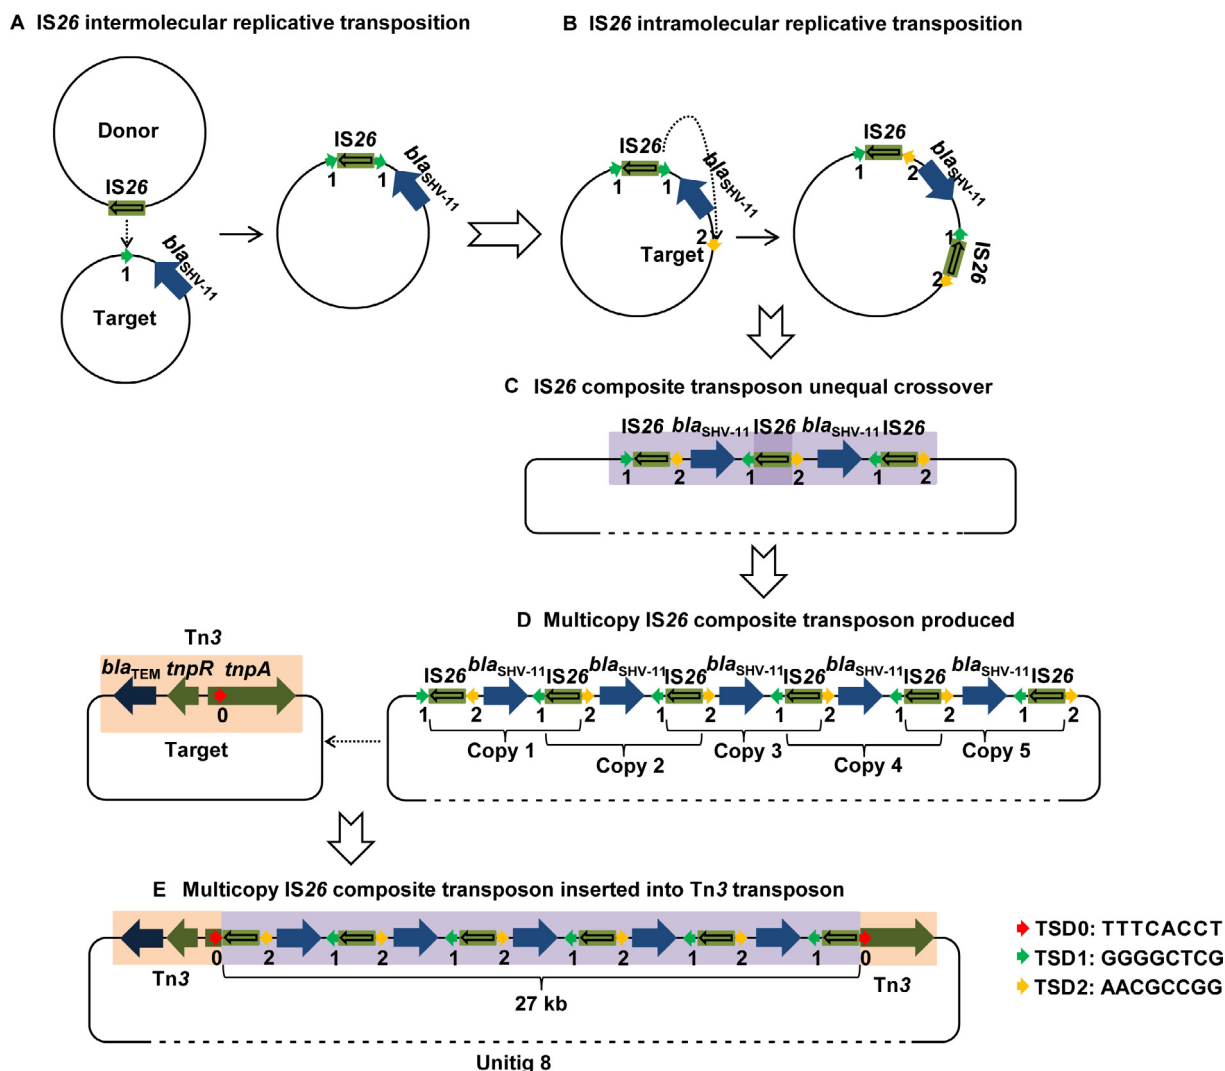 A IS26 intermolecular replicative transposition
B IS26 intramolecular replicative transposition
Donor
IS26
1
blaSHV-11
Target
IS26
1 1
blaSHV-11
IS26
1 1
blaSHV-11
2
Target
IS26
1 2
blaSHV-11
1
IS26
2
C IS26 composite transposon unequal crossover
IS26 blaSHV-11 IS26 blaSHV-11 IS26
1 2 1 2 1 2
D Multicopy IS26 composite transposon produced
Tn3
blaTEM tnpR tnpA
0
Target
IS26 blaSHV-11 IS26 blaSHV-11 IS26 blaSHV-11 IS26 blaSHV-11 IS26 blaSHV-11 IS26
1 2 1 2 1 2 1 2 1 2 1 2
Copy 1 Copy 2 Copy 3 Copy 4 Copy 5
E Multicopy IS26 composite transposon inserted into Tn3 transposon
0 2 1 2 1 2 1 2 1 2 1 0
Tn3 Tn3
27 kb
Unitig 8
TSD0: TTTCACCT
TSD1: GGGGCTCG
TSD2: AACGCCGG